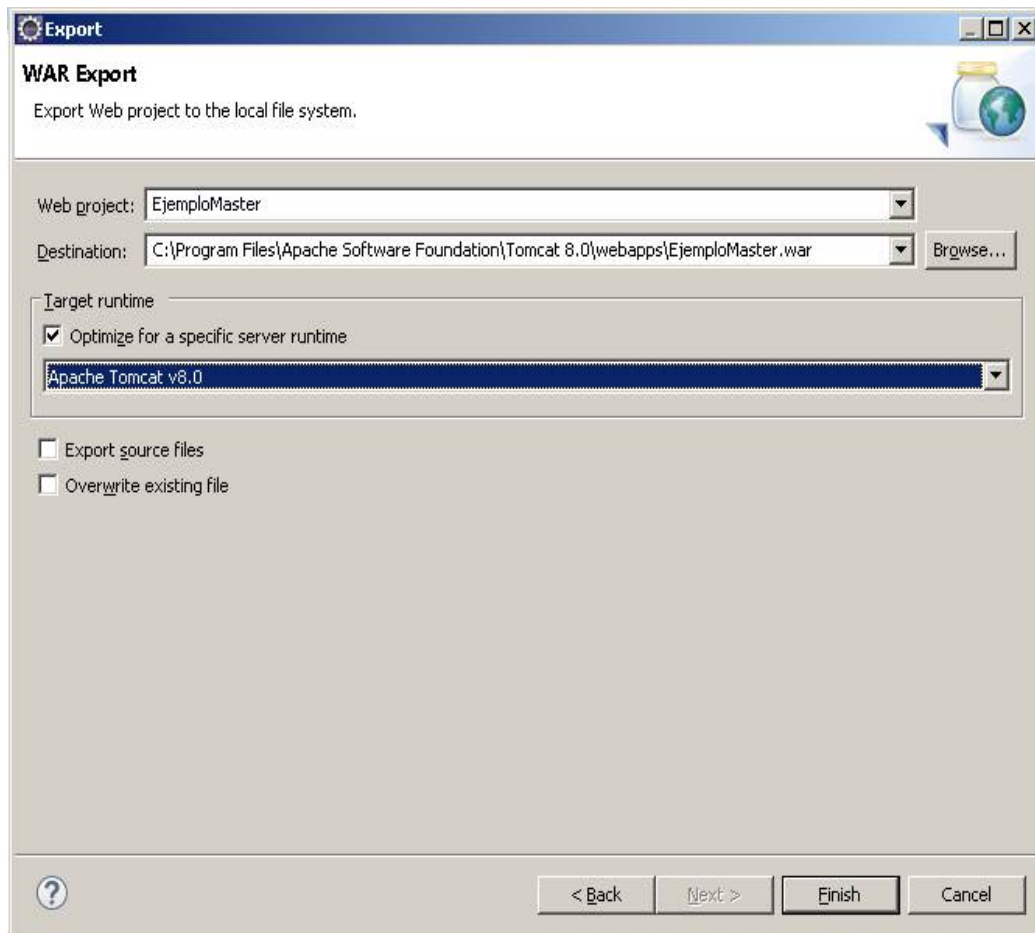 Export
WAR Export
Export Web project to the local file system.
Web project: EjemploMaster
Destination: C:\Program Files\Apache Software Foundation\Tomcat 8.0\webapps\EjemploMaster.war Browse...
Target runtime
Optimize for a specific server runtime
Apache Tomcat v8.0
Export source files
Overwrite existing file
? < Back Next > Finish Cancel